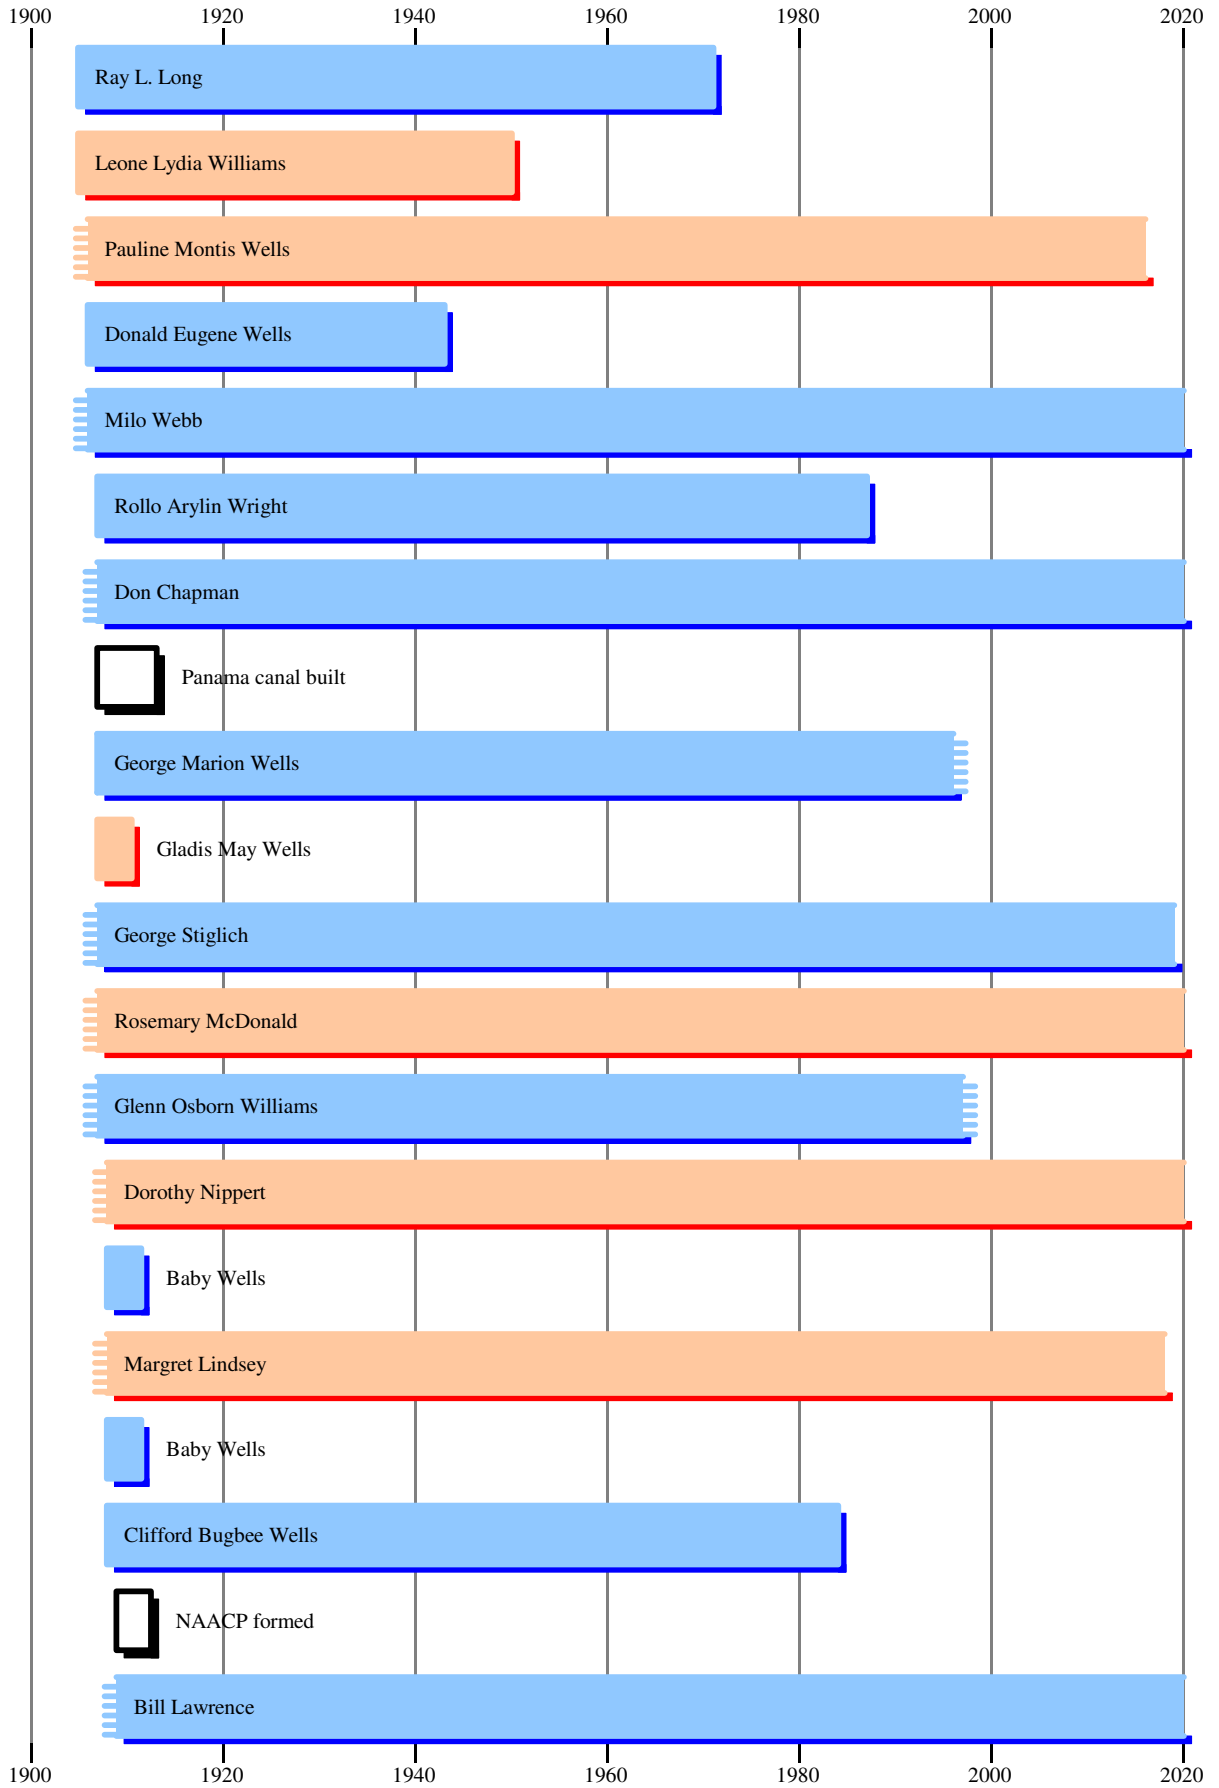 1900 1920 1940 1960 1980 2000 2020
Ray L. Long
Leone Lydia Williams
Pauline Montis Wells
Donald Eugene Wells
Milo Webb
Rollo Arylin Wright
Don Chapman
Panama canal built
George Marion Wells
Gladis May Wells
George Stiglich
Rosemary McDonald
Glenn Osborn Williams
Dorothy Nippert
Baby Wells
Margret Lindsey
Baby Wells
Clifford Bugbee Wells
NAACP formed
Bill Lawrence
1900 1920 1940 1960 1980 2000 2020